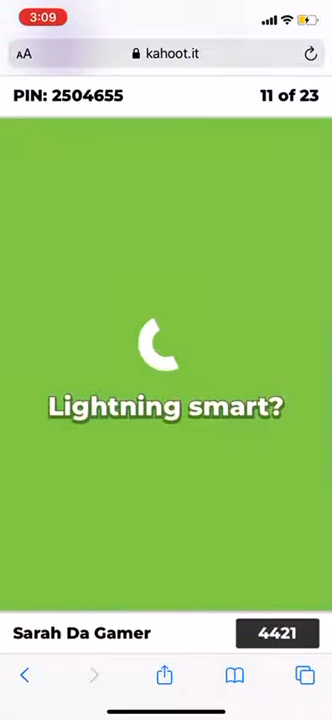 3:09
AA kahoot.it
PIN: 2504655 11 of 23
Lightning smart?
Sarah Da Gamer 4421